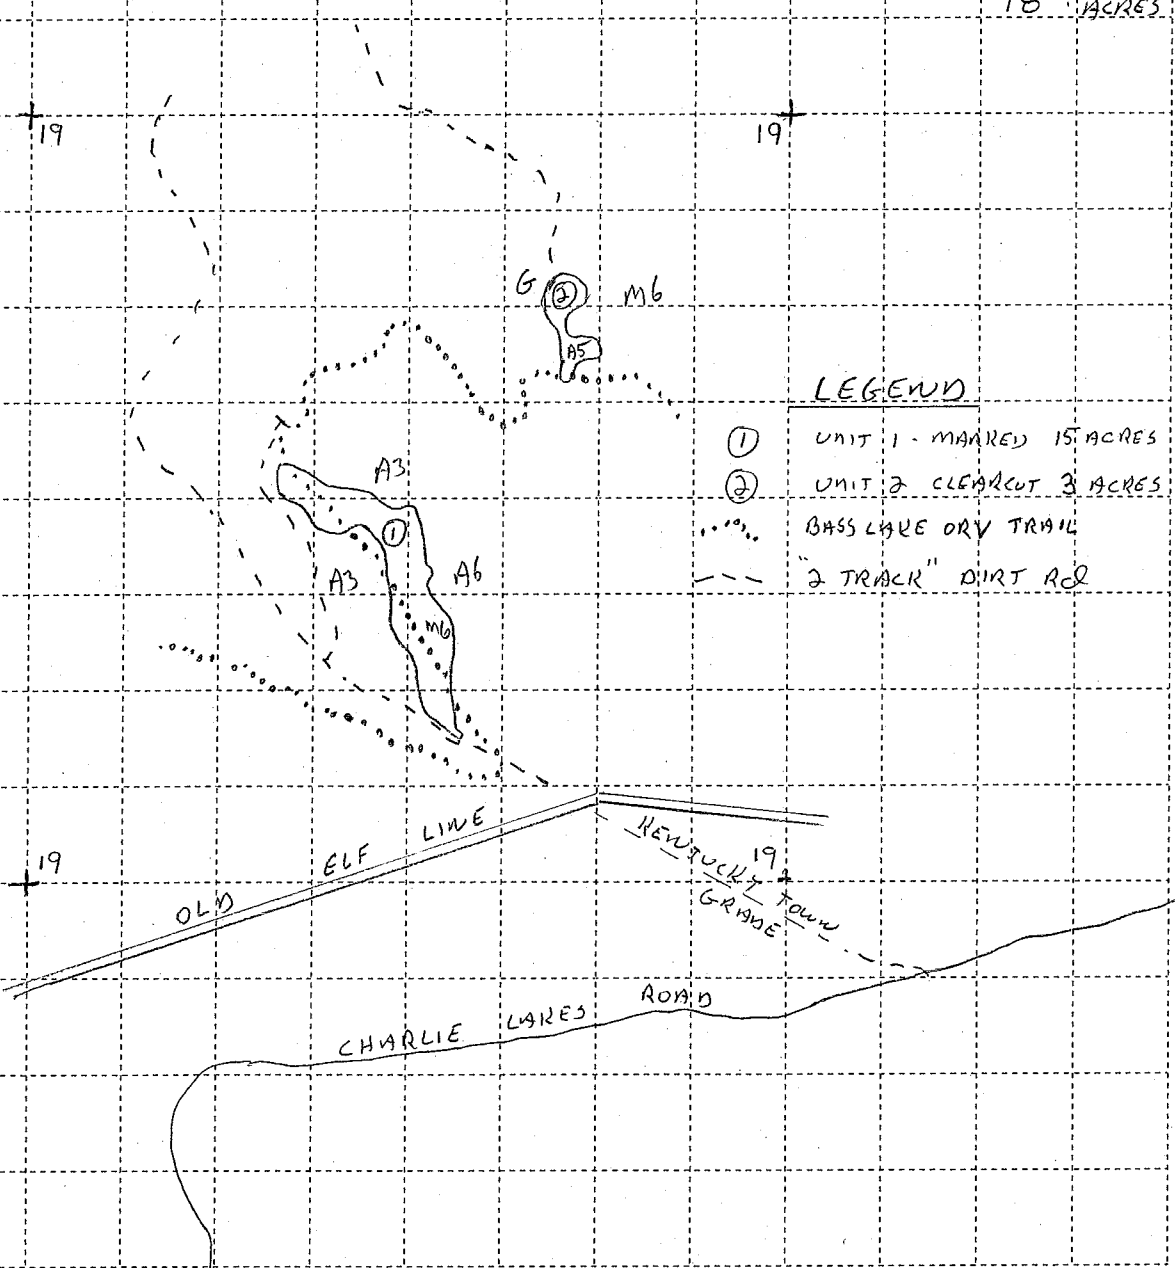 18 ACRES
19
19
G
2
M6
A5
LEGEND
1 UNIT 1 - MARKED 15 ACRES
2 UNIT 2 CLEARCUT 3 ACRES
BASS LAKE ORV TRAIL
"2 TRACK" DIRT Rd
A3
1
A3
A6
M6
OLD ELF LINE
19
19
KENTUCKY TOWN
GRADE
CHARLIE LAKES ROAD